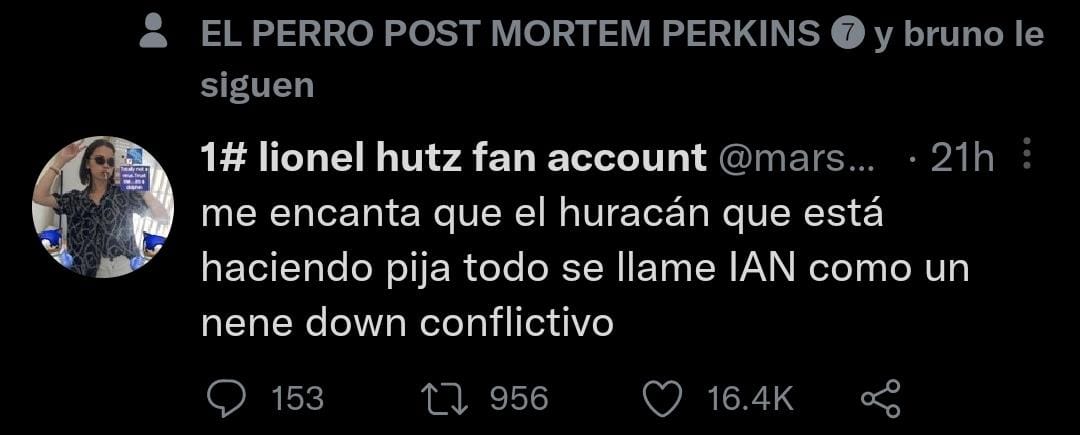 EL PERRO POST MORTEM PERKINS ❼ y bruno le
siguen
1# lionel hutz fan account @mars... · 21h
me encanta que el huracán que está
haciendo pija todo se llame IAN como un
nene down conflictivo
153 956 16.4K